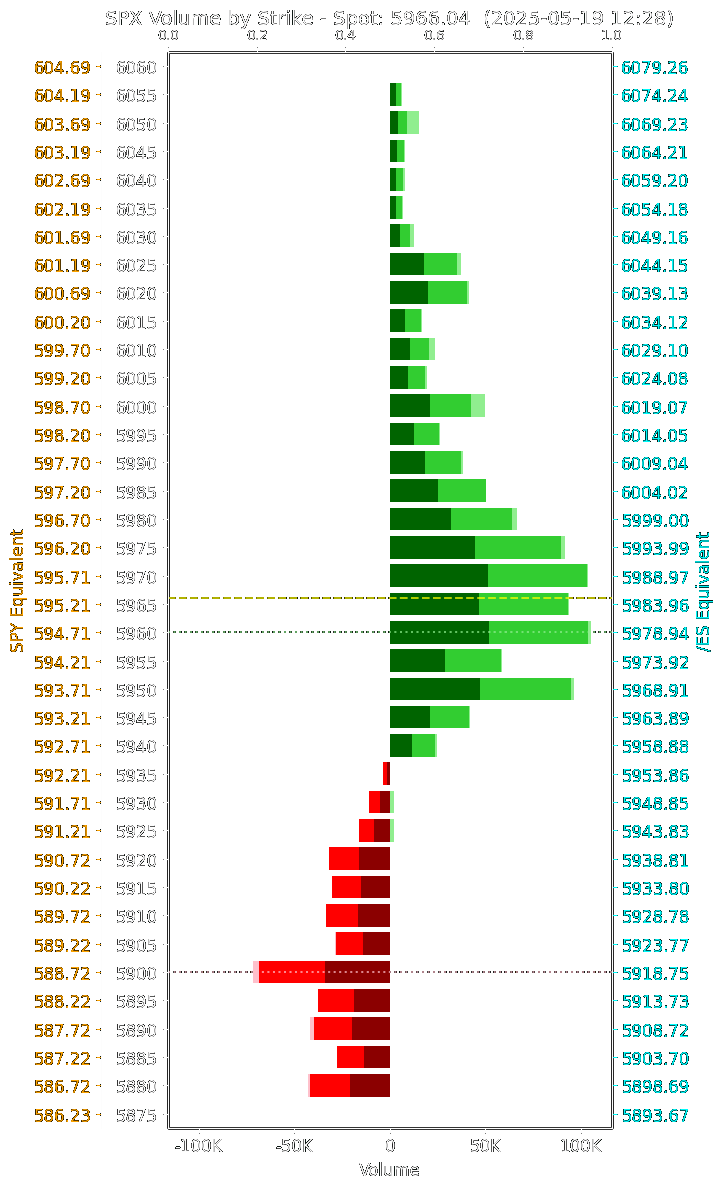 SPX Volume by Strike - Spot: 5966.04 (2025-05-19 12:28)
0.0 0.2 0.4 0.6 0.8 1.0
604.69 6060 6079.26
604.19 6055 6074.24
603.69 6050 6069.23
603.19 6045 6064.21
602.69 6040 6059.20
602.19 6035 6054.18
601.69 6030 6049.16
601.19 6025 6044.15
600.69 6020 6039.13
600.20 6015 6034.12
599.70 6010 6029.10
599.20 6005 6024.08
598.70 6000 6019.07
598.20 5995 6014.05
597.70 5990 6009.04
597.20 5985 6004.02
596.70 5980 5999.00
596.20 5975 5993.99
595.71 5970 5988.97
595.21 5965 5983.96
594.71 5960 5978.94
594.21 5955 5973.92
593.71 5950 5968.91
593.21 5945 5963.89
592.71 5940 5958.88
592.21 5935 5953.86
591.71 5930 5948.85
591.21 5925 5943.83
590.72 5920 5938.81
590.22 5915 5933.80
589.72 5910 5928.78
589.22 5905 5923.77
588.72 5900 5918.75
588.22 5895 5913.73
587.72 5890 5908.72
587.22 5885 5903.70
586.72 5880 5898.69
586.23 5875 5893.67
SPY Equivalent
/ES Equivalent
-100K -50K 0 50K 100K
Volume